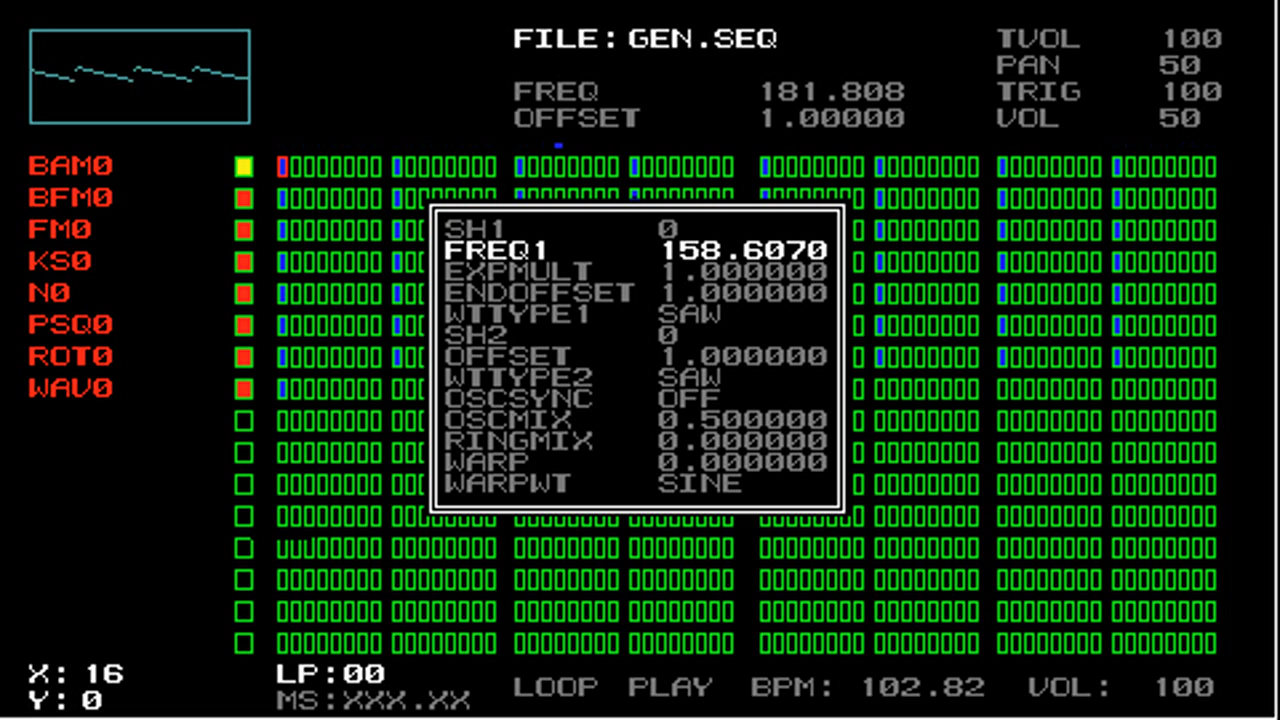 FILE:GEN.SEQ
TVOL 100
PAN 50
FREQ 181.808
TRIG 100
OFFSET 1.00000
VOL 50
BAM0
BFM0
FM0
KS0
N0
PSQ0
ROT0
WAV0
SH1 0
FREQ1 158.6070
EXPMULT 1.000000
ENDOFFSET 1.000000
WTTYPE1 SAW
SH2 0
OFFSET 1.000000
WTTYPE2 SAW
OSCSYNC OFF
OSCMIX 0.500000
RINGMIX 0.000000
WARP 0.000000
WARPWT SINE
X: 16
Y: 0
LP:00
MS:XXX.XX
LOOP PLAY BPM: 102.82 VOL: 100